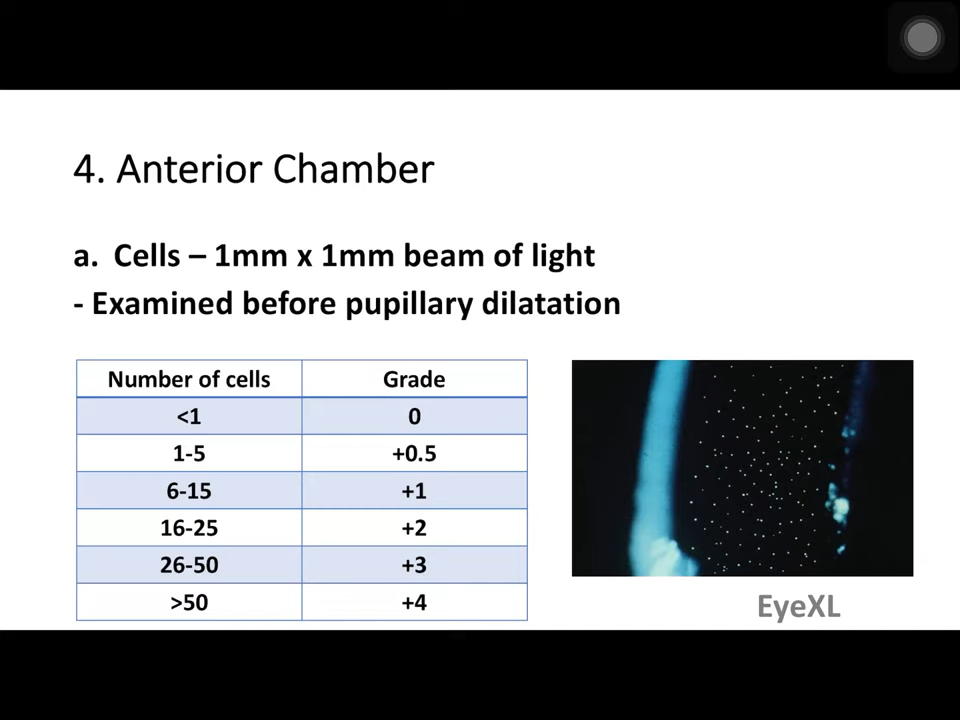 4. Anterior Chamber
a. Cells – 1mm x 1mm beam of light
- Examined before pupillary dilatation
Number of cells Grade
<1 0
1-5 +0.5
6-15 +1
16-25 +2
26-50 +3
>50 +4
EyeXL